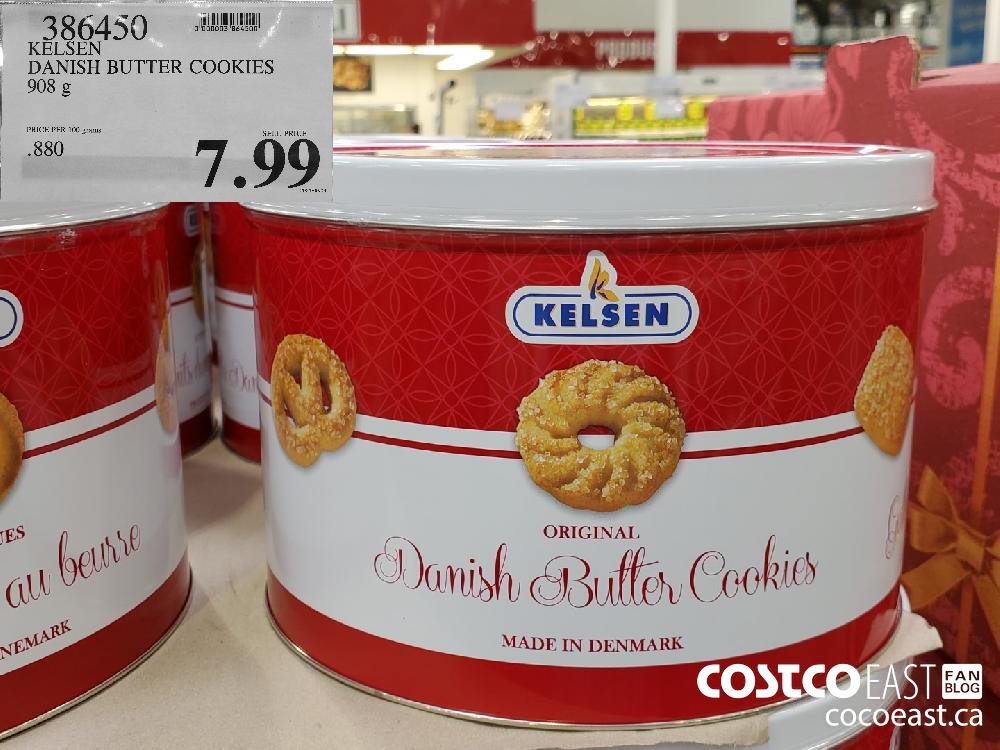 386450
KELSEN
DANISH BUTTER COOKIES
908 g
PRICE PER 100 grams
SELL PRICE
.880
7.99
KELSEN
ORIGINAL
Danish Butter Cookies
MADE IN DENMARK
au beurre
NEMARK
COSTCO EAST FAN BLOG
cocoeast.ca